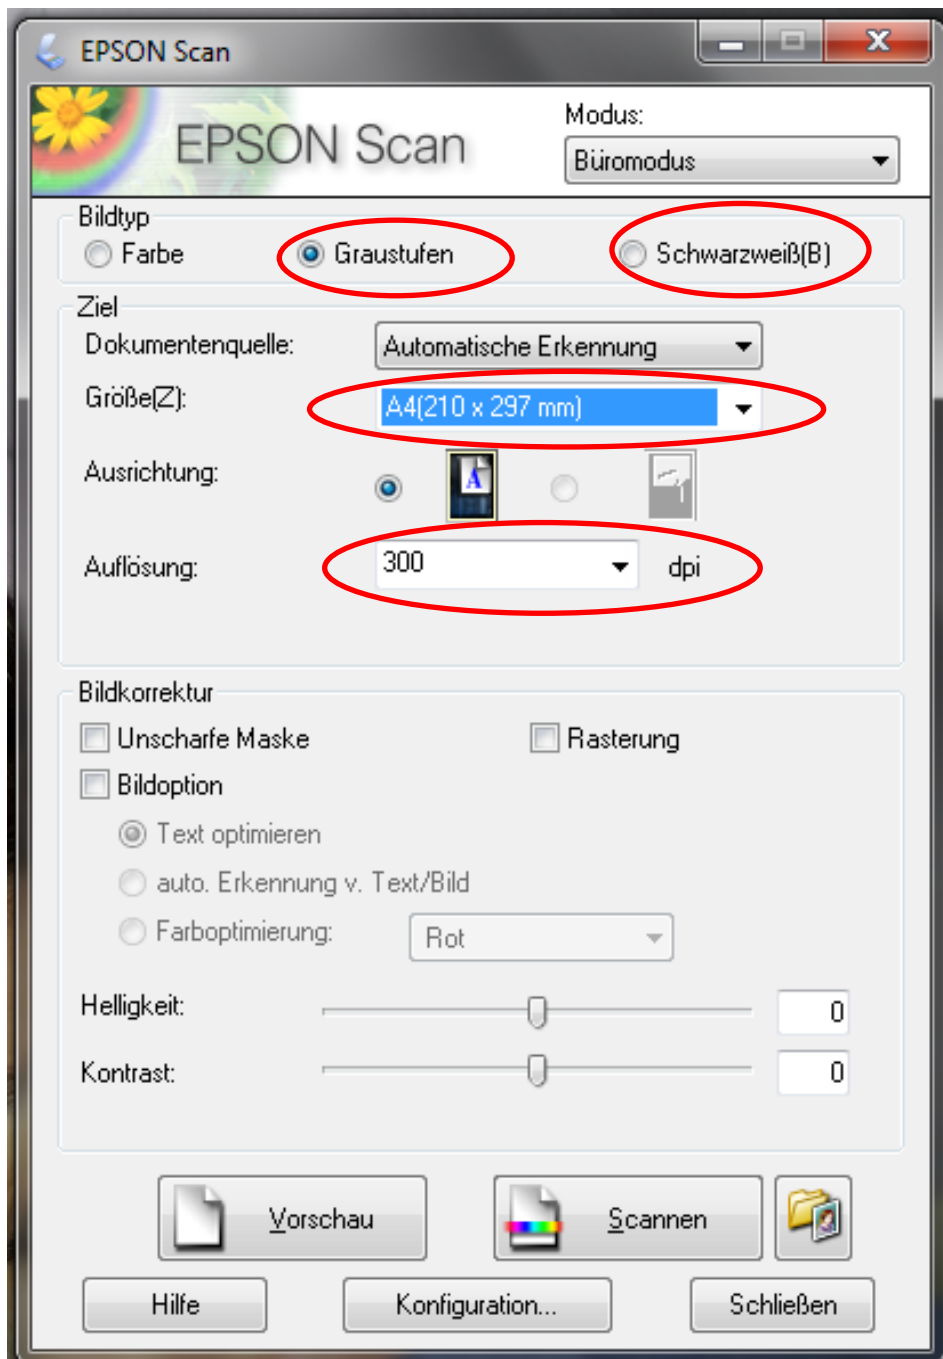 EPSON Scan
EPSON Scan
Modus:
Büromodus
Bildtyp
Farbe Graustufen Schwarzweiß(B)
Ziel
Dokumentenquelle: Automatische Erkennung
Größe(Z): A4(210 x 297 mm)
Ausrichtung: A
Auflösung: 300 dpi
Bildkorrektur
Unscharfe Maske Rasterung
Bildoption
Text optimieren
auto. Erkennung v. Text/Bild
Farboptimierung: Rot
Helligkeit: 0
Kontrast: 0
Vorschau Scannen
Hilfe Konfiguration... Schließen